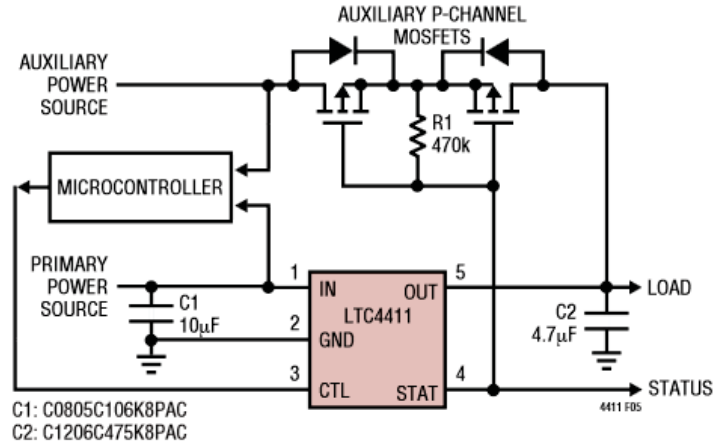 AUXILIARY P-CHANNEL
MOSFETS
AUXILIARY
POWER
SOURCE
R1
470k
MICROCONTROLLER
PRIMARY
POWER
SOURCE
C1
10µF
1
IN
2
GND
3
CTL
LTC4411
5
OUT
4
STAT
LOAD
C2
4.7µF
STATUS
4411 F05
C1: C0805C106K8PAC
C2: C1206C475K8PAC